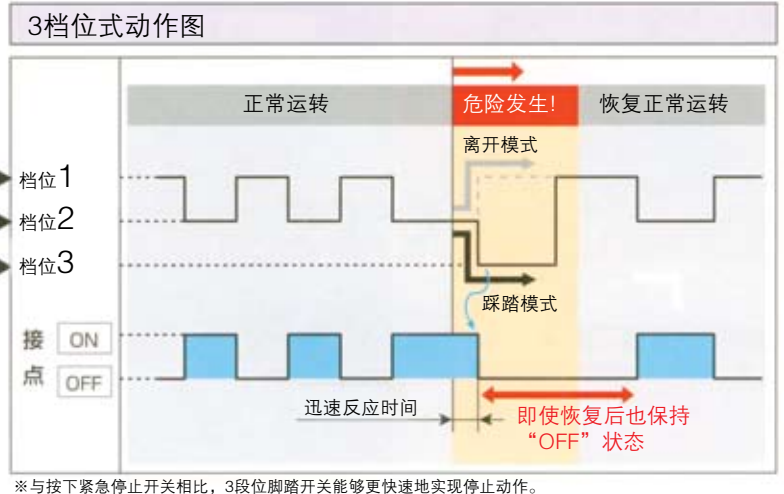 3档位式动作图
正常运转
危险发生!
恢复正常运转
离开模式
档位1
档位2
档位3
踩踏模式
接点
ON
OFF
迅速反应时间
即使恢复后也保持
“OFF”状态
※与按下紧急停止开关相比，3段位脚踏开关能够更快速地实现停止动作。